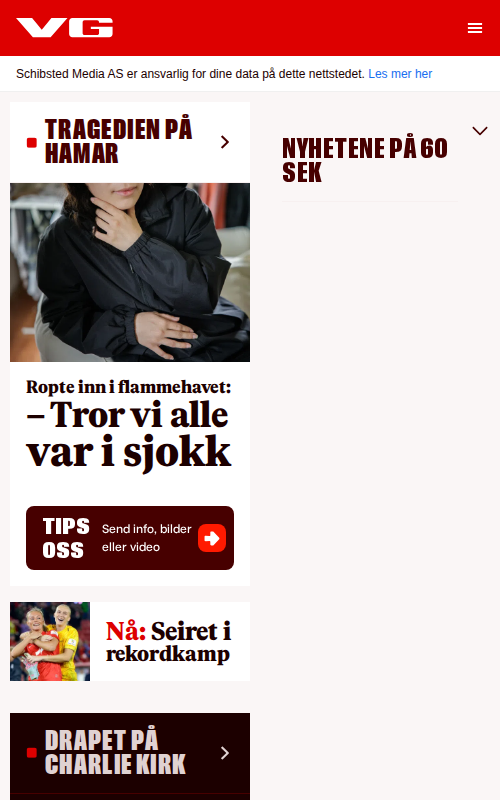 VG
Schibsted Media AS er ansvarlig for dine data på dette nettstedet. Les mer her
TRAGEDIEN PÅ
HAMAR
Ropte inn i flammehavet:
– Tror vi alle
var i sjokk
TIPS
OSS
Send info, bilder
eller video
Nå: Seiret i
rekordkamp
DRAPET PÅ
CHARLIE KIRK
NYHETENE PÅ 60
SEK